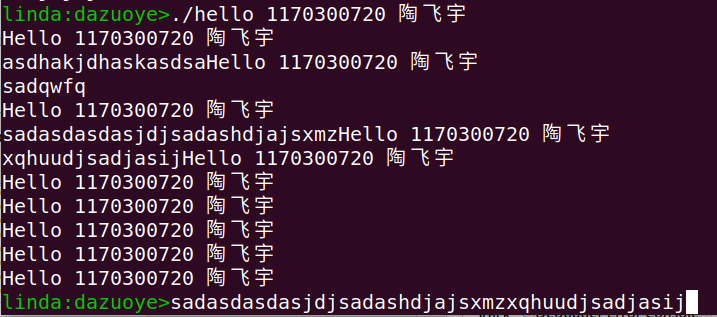 linda:dazuoye>./hello 1170300720 陶飞宇
Hello 1170300720 陶飞宇
asdhakjdhaskasdsaHello 1170300720 陶飞宇
sadqwfq
Hello 1170300720 陶飞宇
sadasdasdasjdjsadashdjajsxmzHello 1170300720 陶飞宇
xqhuudjsadjasijHello 1170300720 陶飞宇
Hello 1170300720 陶飞宇
Hello 1170300720 陶飞宇
Hello 1170300720 陶飞宇
Hello 1170300720 陶飞宇
Hello 1170300720 陶飞宇
linda:dazuoye>sadasdasdasjdjsadashdjajsxmzxqhuudjsadjasij